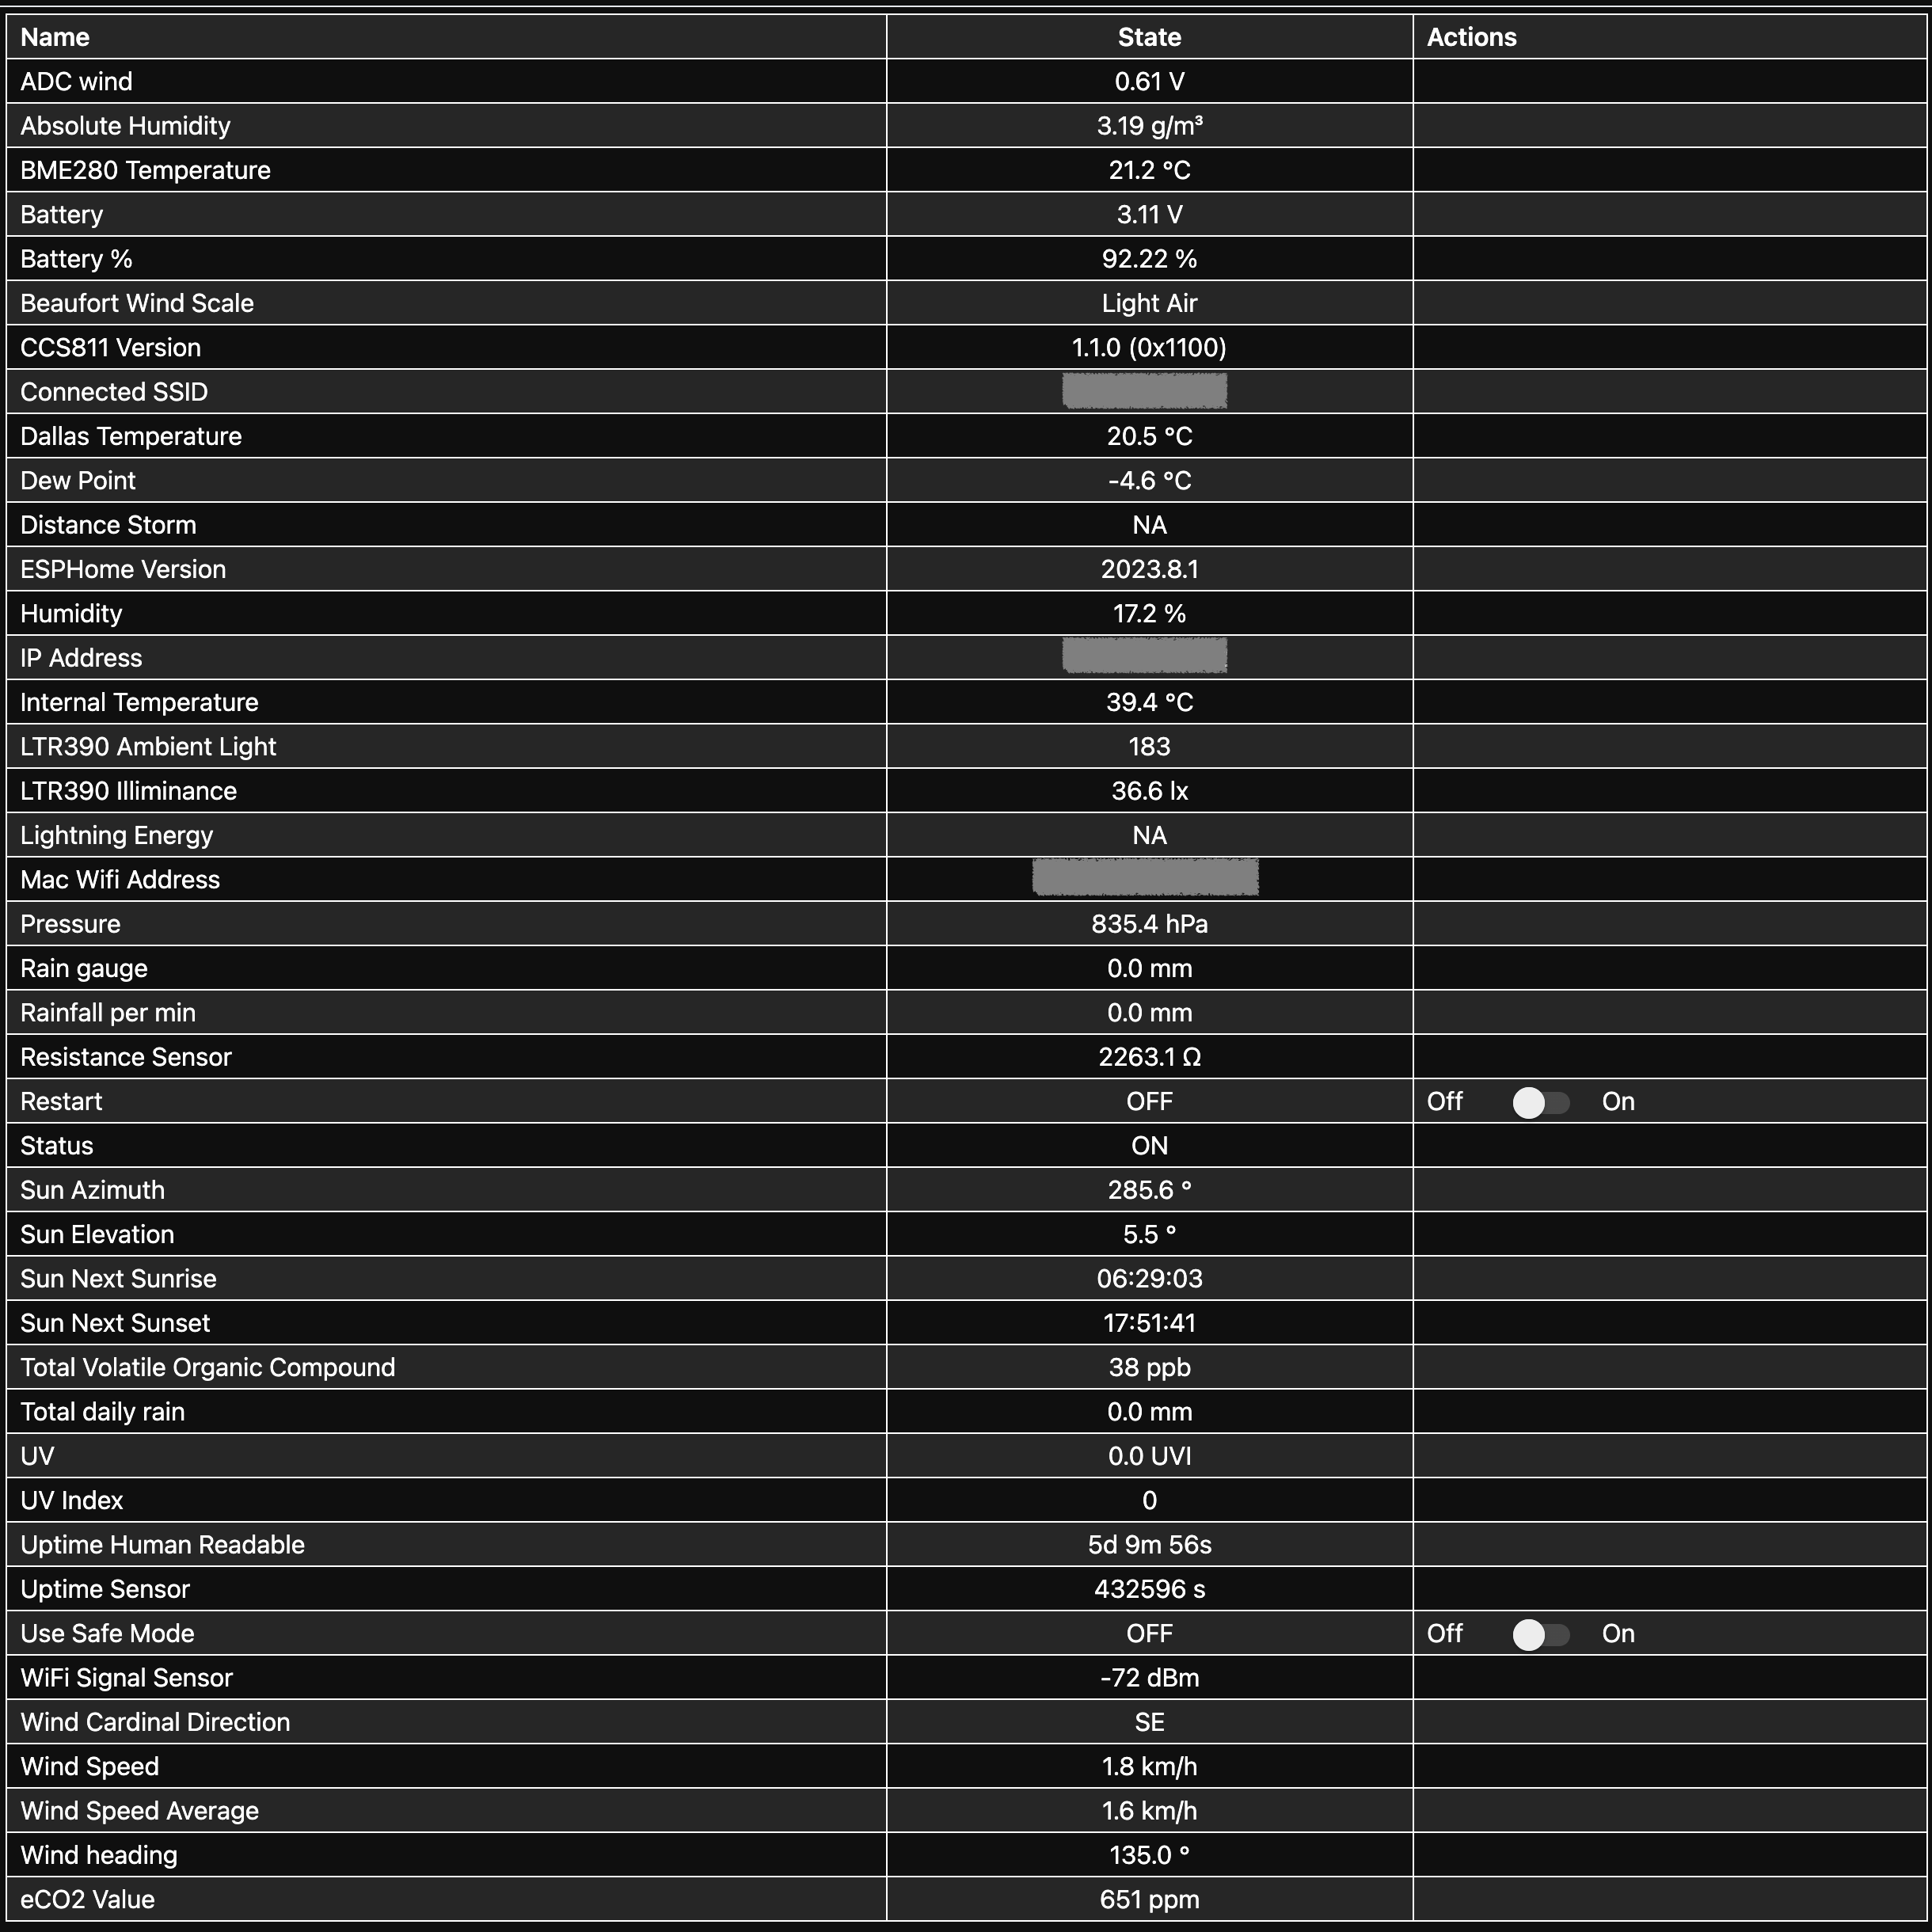 Name State Actions
ADC wind 0.61 V
Absolute Humidity 3.19 g/m³
BME280 Temperature 21.2 °C
Battery 3.11 V
Battery % 92.22 %
Beaufort Wind Scale Light Air
CCS811 Version 1.1.0 (0x1100)
Connected SSID
Dallas Temperature 20.5 °C
Dew Point -4.6 °C
Distance Storm NA
ESPHome Version 2023.8.1
Humidity 17.2 %
IP Address
Internal Temperature 39.4 °C
LTR390 Ambient Light 183
LTR390 Illiminance 36.6 lx
Lightning Energy NA
Mac Wifi Address
Pressure 835.4 hPa
Rain gauge 0.0 mm
Rainfall per min 0.0 mm
Resistance Sensor 2263.1 Ω
Restart OFF Off On
Status ON
Sun Azimuth 285.6 °
Sun Elevation 5.5 °
Sun Next Sunrise 06:29:03
Sun Next Sunset 17:51:41
Total Volatile Organic Compound 38 ppb
Total daily rain 0.0 mm
UV 0.0 UVI
UV Index 0
Uptime Human Readable 5d 9m 56s
Uptime Sensor 432596 s
Use Safe Mode OFF Off On
WiFi Signal Sensor -72 dBm
Wind Cardinal Direction SE
Wind Speed 1.8 km/h
Wind Speed Average 1.6 km/h
Wind heading 135.0 °
eCO2 Value 651 ppm